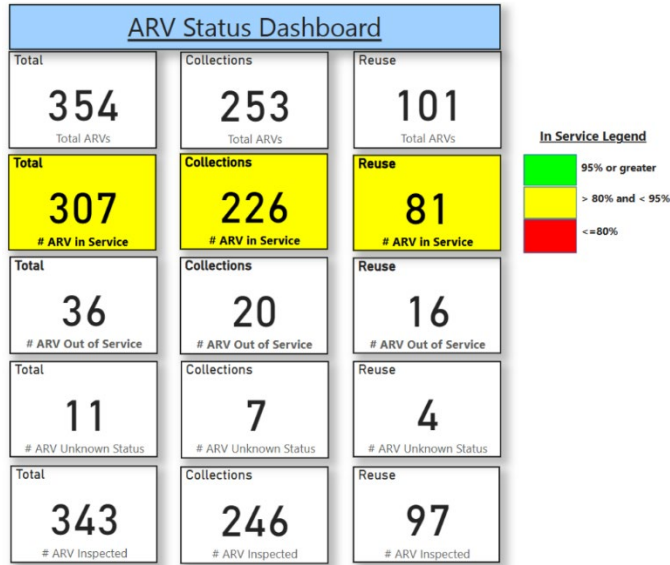 ARV Status Dashboard
Total
354
Total ARVs
Collections
253
Total ARVs
Reuse
101
Total ARVs
Total
307
# ARV in Service
Collections
226
# ARV in Service
Reuse
81
# ARV in Service
Total
36
# ARV Out of Service
Collections
20
# ARV Out of Service
Reuse
16
# ARV Out of Service
Total
11
# ARV Unknown Status
Collections
7
# ARV Unknown Status
Reuse
4
# ARV Unknown Status
Total
343
# ARV Inspected
Collections
246
# ARV Inspected
Reuse
97
# ARV Inspected
In Service Legend
95% or greater
> 80% and < 95%
<=80%